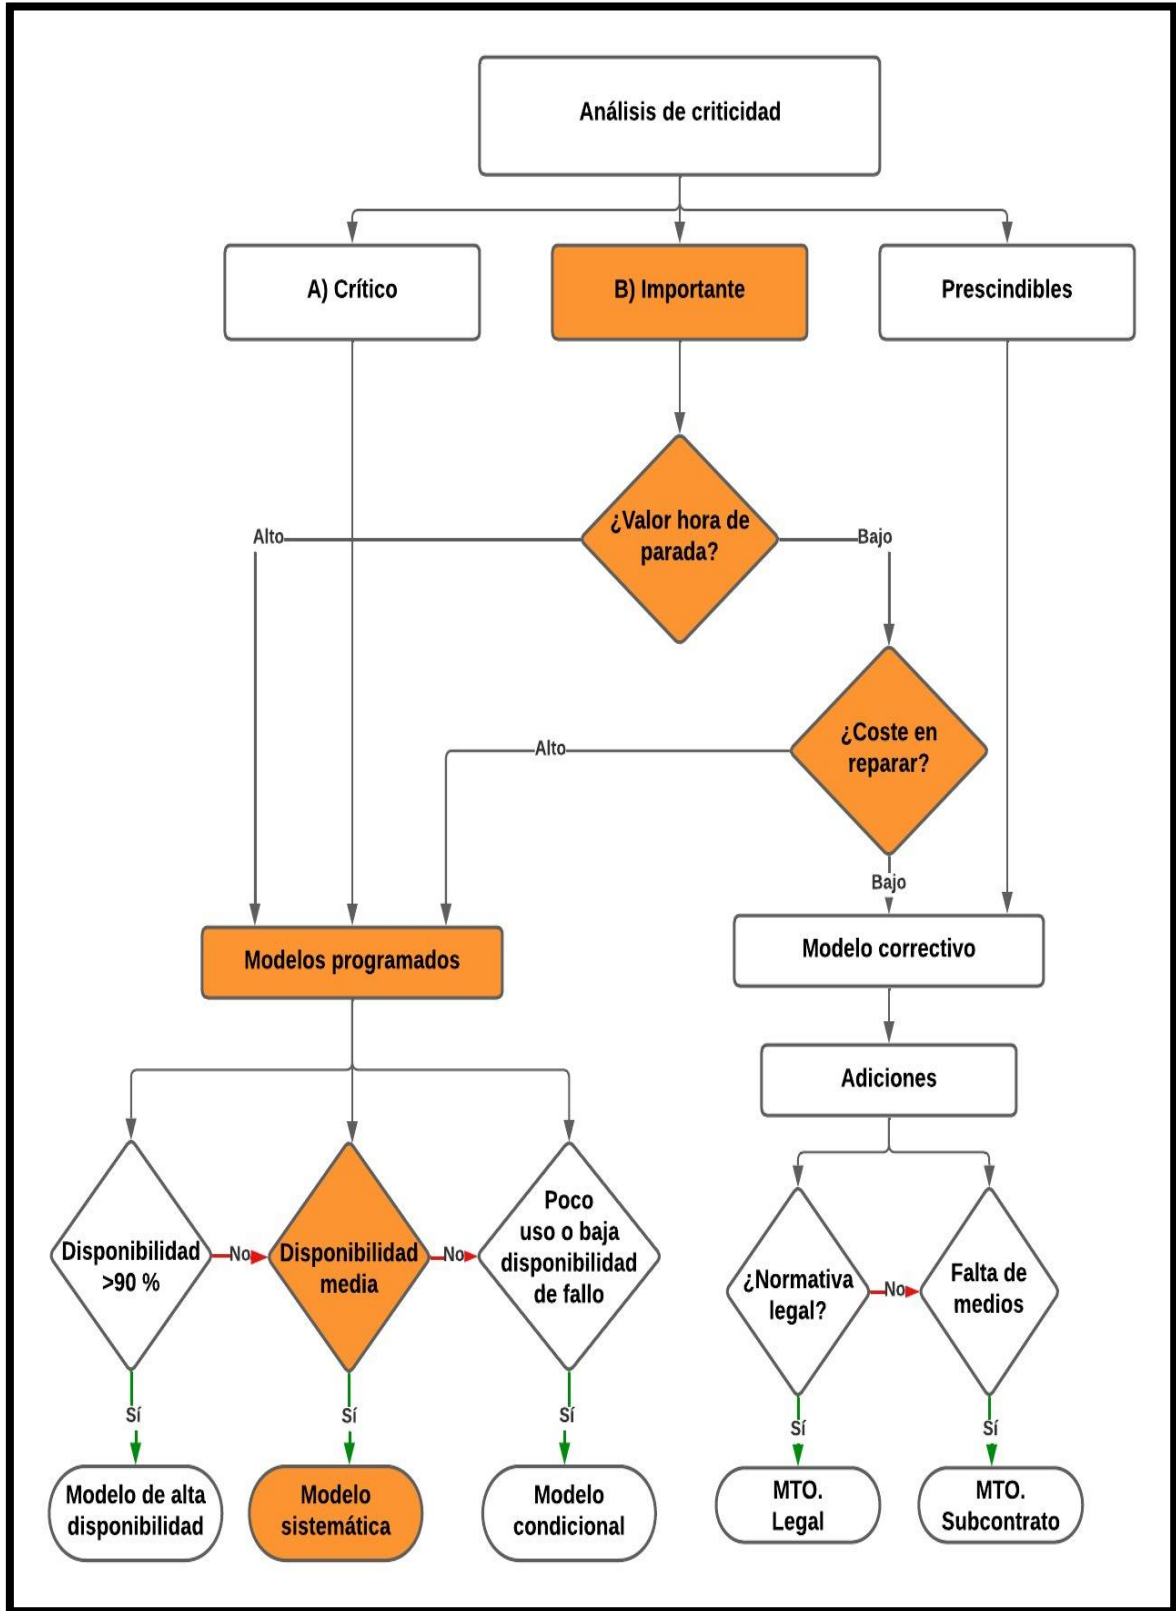 Análisis de criticidad
A) Crítico
B) Importante
Prescindibles
¿Valor hora de
parada?
Alto
Bajo
¿Coste en
reparar?
Alto
Bajo
Modelos programados
Modelo correctivo
Adiciones
Disponibilidad
>90 %
No
Disponibilidad
media
No
Poco
uso o baja
disponibilidad
de fallo
¿Normativa
legal?
No
Falta de
medios
Sí
Sí
Sí
Sí
Sí
Modelo de alta
disponibilidad
Modelo
sistemática
Modelo
condicional
MTO.
Legal
MTO.
Subcontrato